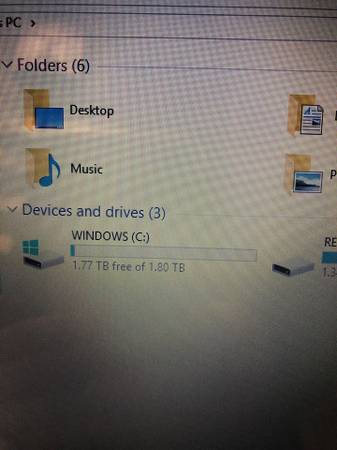 PC >
Folders (6)
Desktop
Music
Devices and drives (3)
WINDOWS (C:)
1.77 TB free of 1.80 TB